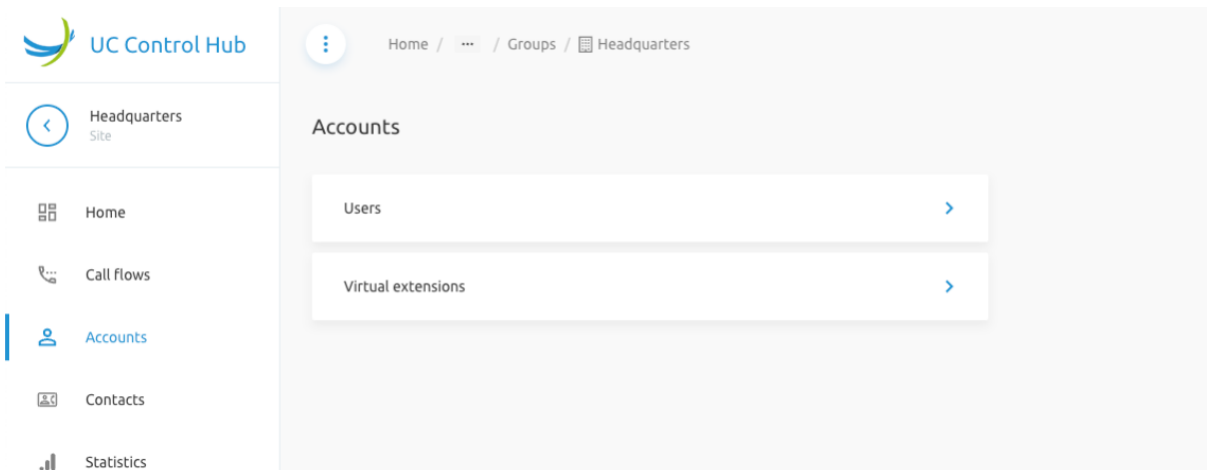 UC Control Hub
Home / ··· / Groups / Headquarters
Headquarters
Site
Accounts
Users
Virtual extensions
Home
Call flows
Accounts
Contacts
Statistics